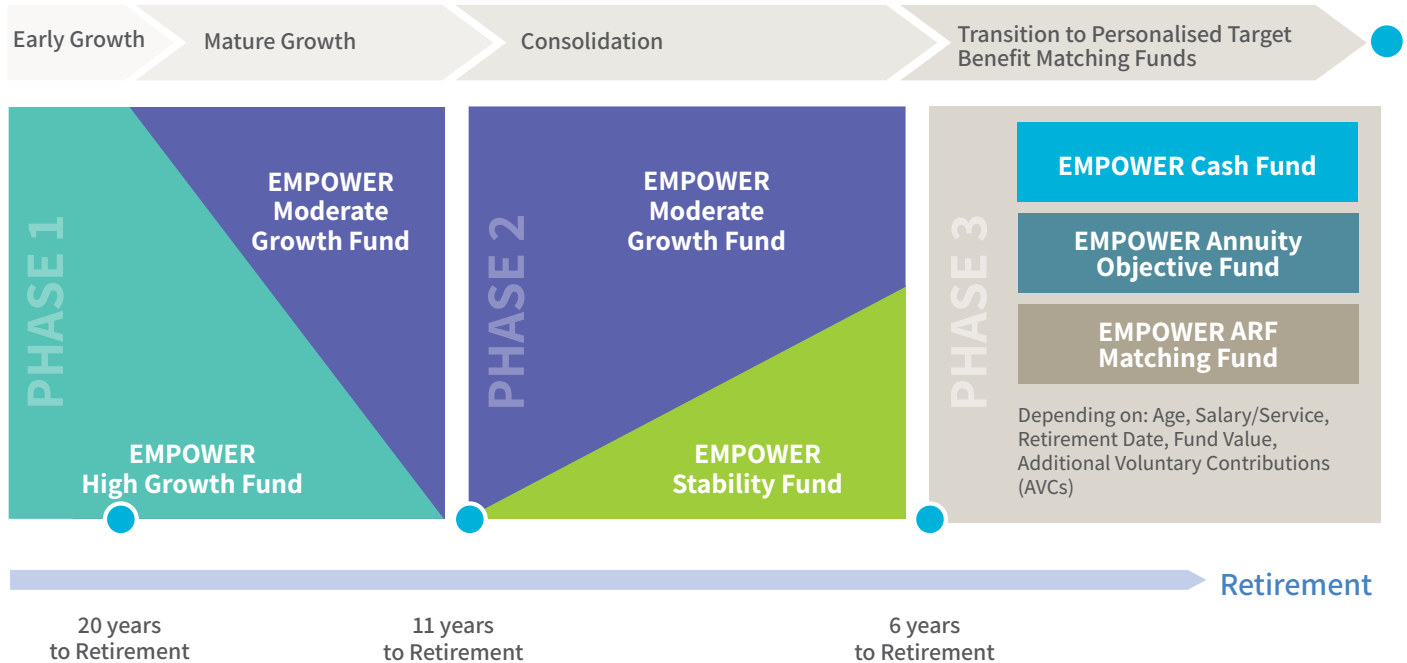 Early Growth
Mature Growth
Consolidation
Transition to Personalised Target
Benefit Matching Funds
PHASE 1
EMPOWER
Moderate
Growth Fund
EMPOWER
High Growth Fund
PHASE 2
EMPOWER
Moderate
Growth Fund
EMPOWER
Stability Fund
PHASE 3
EMPOWER Cash Fund
EMPOWER Annuity
Objective Fund
EMPOWER ARF
Matching Fund
Depending on: Age, Salary/Service,
Retirement Date, Fund Value,
Additional Voluntary Contributions
(AVCs)
Retirement
20 years
to Retirement
11 years
to Retirement
6 years
to Retirement